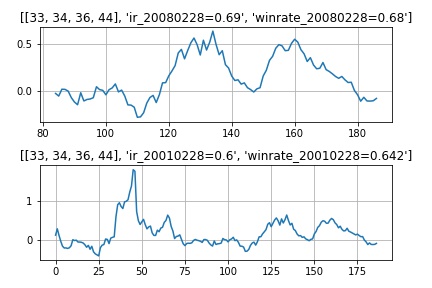 [[33, 34, 36, 44], 'ir_20080228=0.69', 'winrate_20080228=0.68']
0.5
0.0
80 100 120 140 160 180
[[33, 34, 36, 44], 'ir_20010228=0.6', 'winrate_20010228=0.642']
1
0
0 25 50 75 100 125 150 175